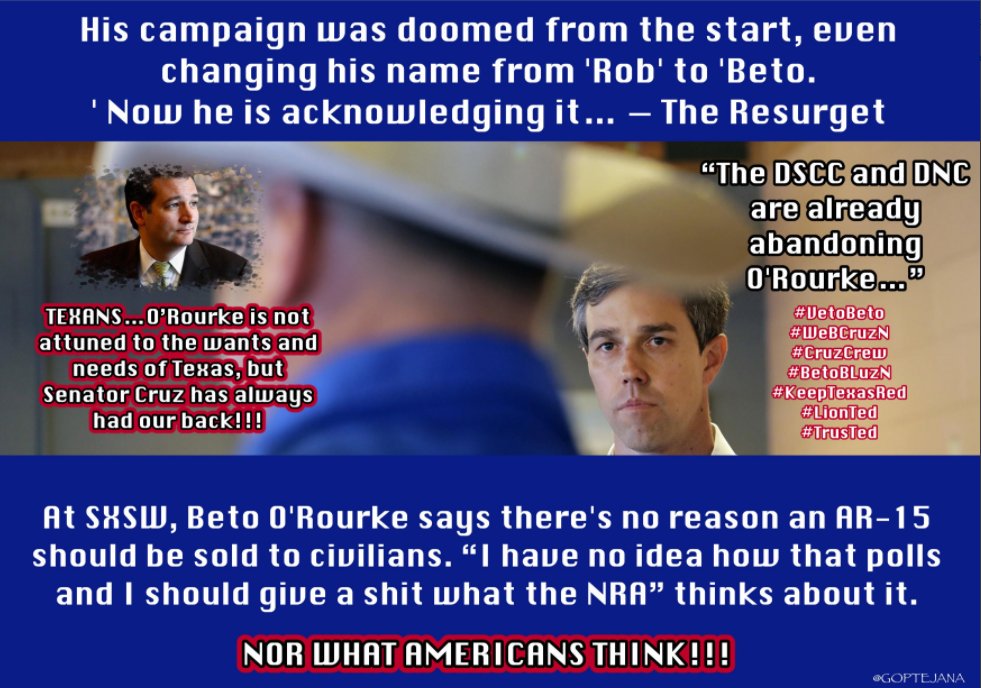 His campaign was doomed from the start, even
changing his name from 'Rob' to 'Beto.
' Now he is acknowledging it... – The Resurget
“The DSCC and DNC
are already
abandoning
O'Rourke...”
TEXANS...O’Rourke is not
attuned to the wants and
needs of Texas, but
Senator Cruz has always
had our back!!!
#VetoBeto
#WeBCruzN
#CruzCrew
#BetoBLuzN
#KeepTexasRed
#LionTed
#TrusTed
At SXSW, Beto O'Rourke says there's no reason an AR-15
should be sold to civilians. “I have no idea how that polls
and I should give a shit what the NRA” thinks about it.
NOR WHAT AMERICANS THINK!!!
@GOPTEJANA